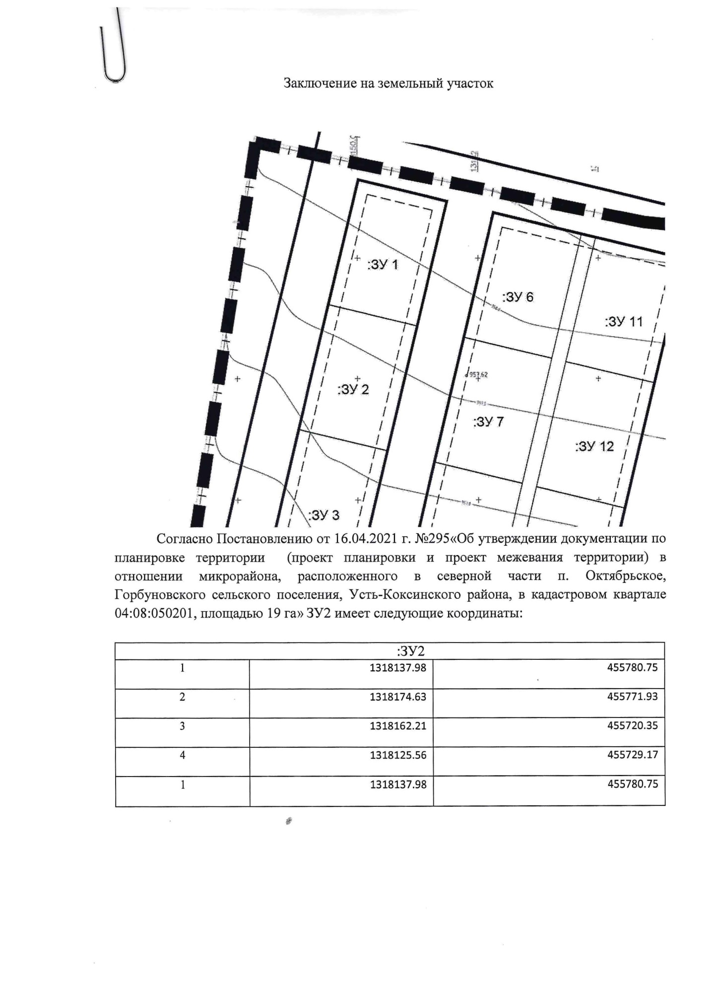 Заключение на земельный участок
:ЗУ 1
:ЗУ 6
:ЗУ 11
957.62
:ЗУ 2
:ЗУ 7
:ЗУ 12
:ЗУ 3
Согласно Постановлению от 16.04.2021 г. №295«Об утверждении документации по
планировке территории (проект планировки и проект межевания территории) в
отношении микрорайона, расположенного в северной части п. Октябрьское,
Горбуновского сельского поселения, Усть-Коксинского района, в кадастровом квартале
04:08:050201, площадью 19 га» ЗУ2 имеет следующие координаты:
:ЗУ2
1 1318137.98 455780.75
2 1318174.63 455771.93
3 1318162.21 455720.35
4 1318125.56 455729.17
1 1318137.98 455780.75